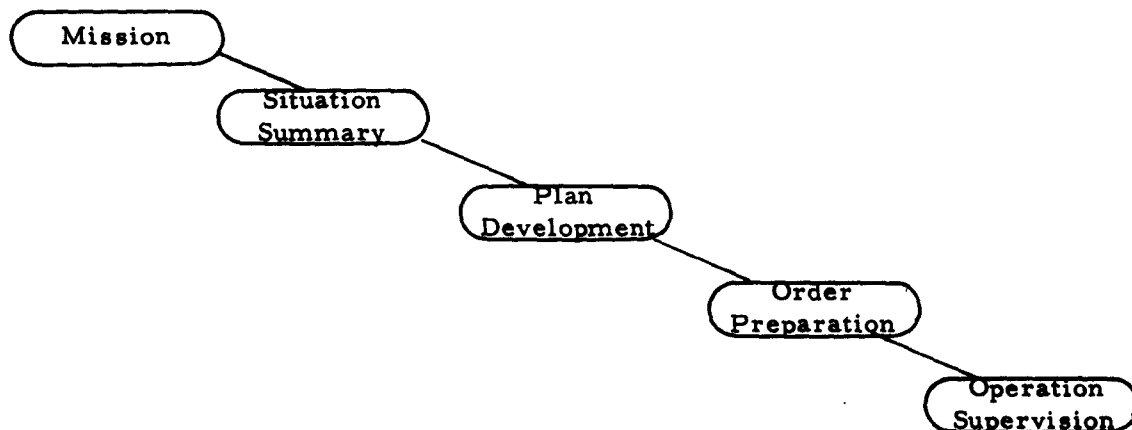 Mission
Situation
Summary
Plan
Development
Order
Preparation
Operation
Supervision